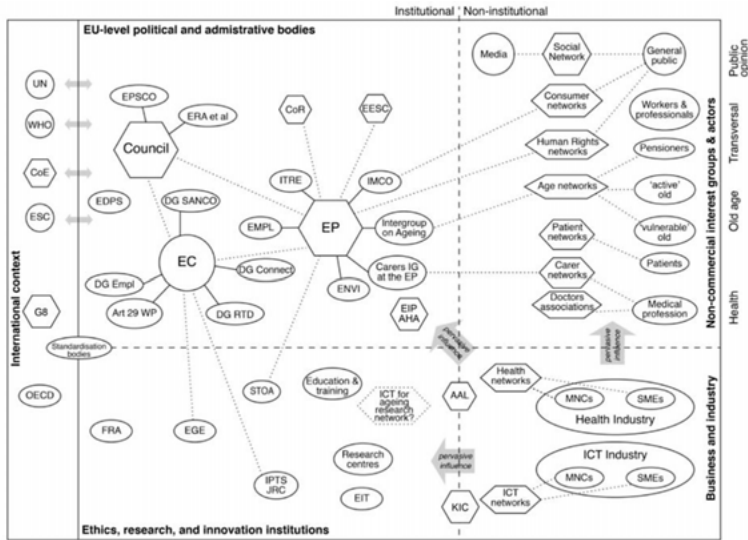 Institutional
Non-institutional
EU-level political and admistrative bodies
UN
WHO
CoE
ESC
International context
G8
Standardisation
bodies
OECD
EPSCO
ERA et al
Council
CoR
EESC
EDPS
DG SANCO
EC
DG Connect
DG Empl
Art 29 WP
DG RTD
ITRE
IMCO
EMPL
EP
Intergroup
on Ageing
Carers IG
at the EP
ENVI
EIP
AHA
Media
Social
Network
General
public
Consumer
networks
Workers &
professionals
Human Rights
networks
Pensioners
Age networks
'active' old
'vulnerable'
old
Patient
networks
Patients
Carer
networks
Doctors
associations
Medical
profession
Public
opinion
Transversal
Old age
Health
Non-commercial interest groups & actors
pervasive
influence
pervasive
influence
STOA
Education &
training
ICT for
ageing
research
network?
AAL
Health
networks
MNCs
SMEs
Health Industry
FRA
EGE
IPTS
JRC
Research
centres
EIT
pervasive
influence
ICT Industry
MNCs
SMEs
KIC
ICT
networks
Business and industry
Ethics, research, and innovation institutions